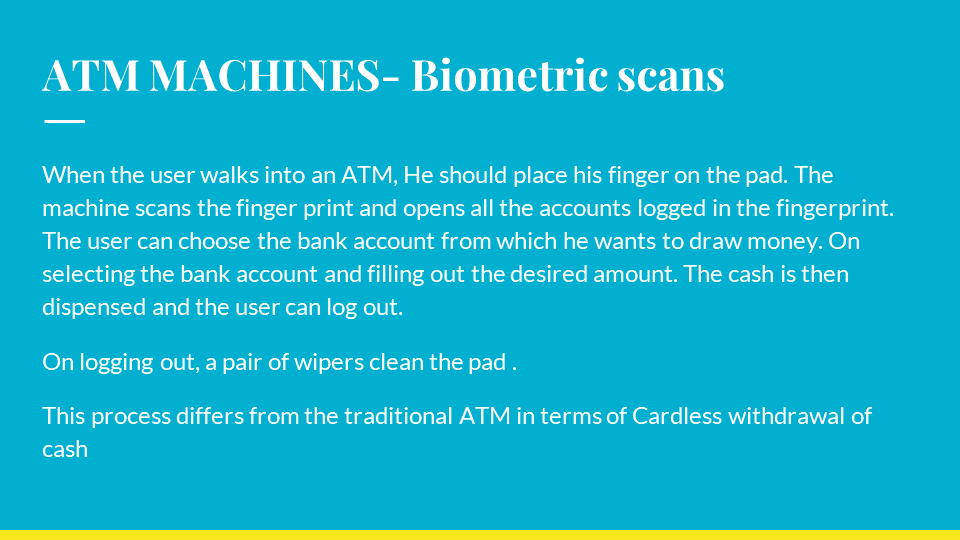 ATM MACHINES- Biometric scans
When the user walks into an ATM, He should place his finger on the pad. The
machine scans the finger print and opens all the accounts logged in the fingerprint.
The user can choose the bank account from which he wants to draw money. On
selecting the bank account and filling out the desired amount. The cash is then
dispensed and the user can log out.
On logging out, a pair of wipers clean the pad .
This process differs from the traditional ATM in terms of Cardless withdrawal of
cash